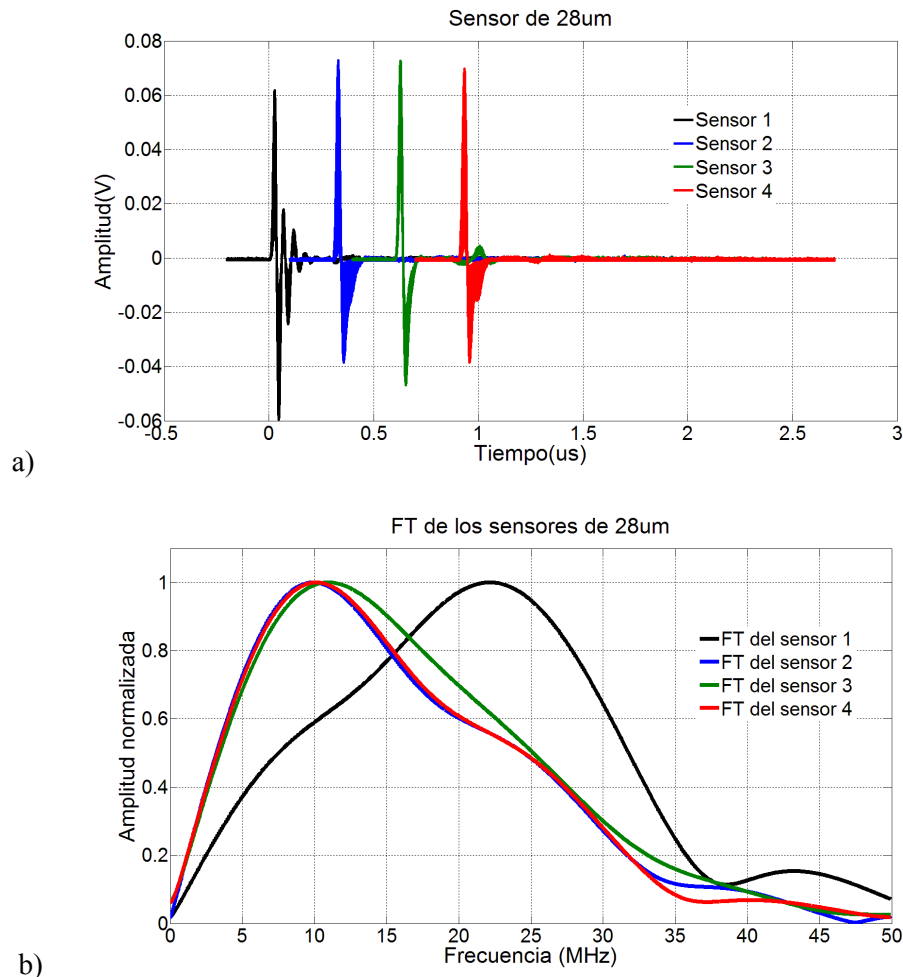 Sensor de 28um
0.08
0.06
0.04
0.02
0
-0.02
-0.04
-0.06
Amplitud(V)
Sensor 1
Sensor 2
Sensor 3
Sensor 4
-0.5 0 0.5 1 1.5 2 2.5 3
Tiempo(us)
a)
FT de los sensores de 28um
1
0.8
0.6
0.4
0.2
0
Amplitud normalizada
FT del sensor 1
FT del sensor 2
FT del sensor 3
FT del sensor 4
0 5 10 15 20 25 30 35 40 45 50
Frecuencia (MHz)
b)